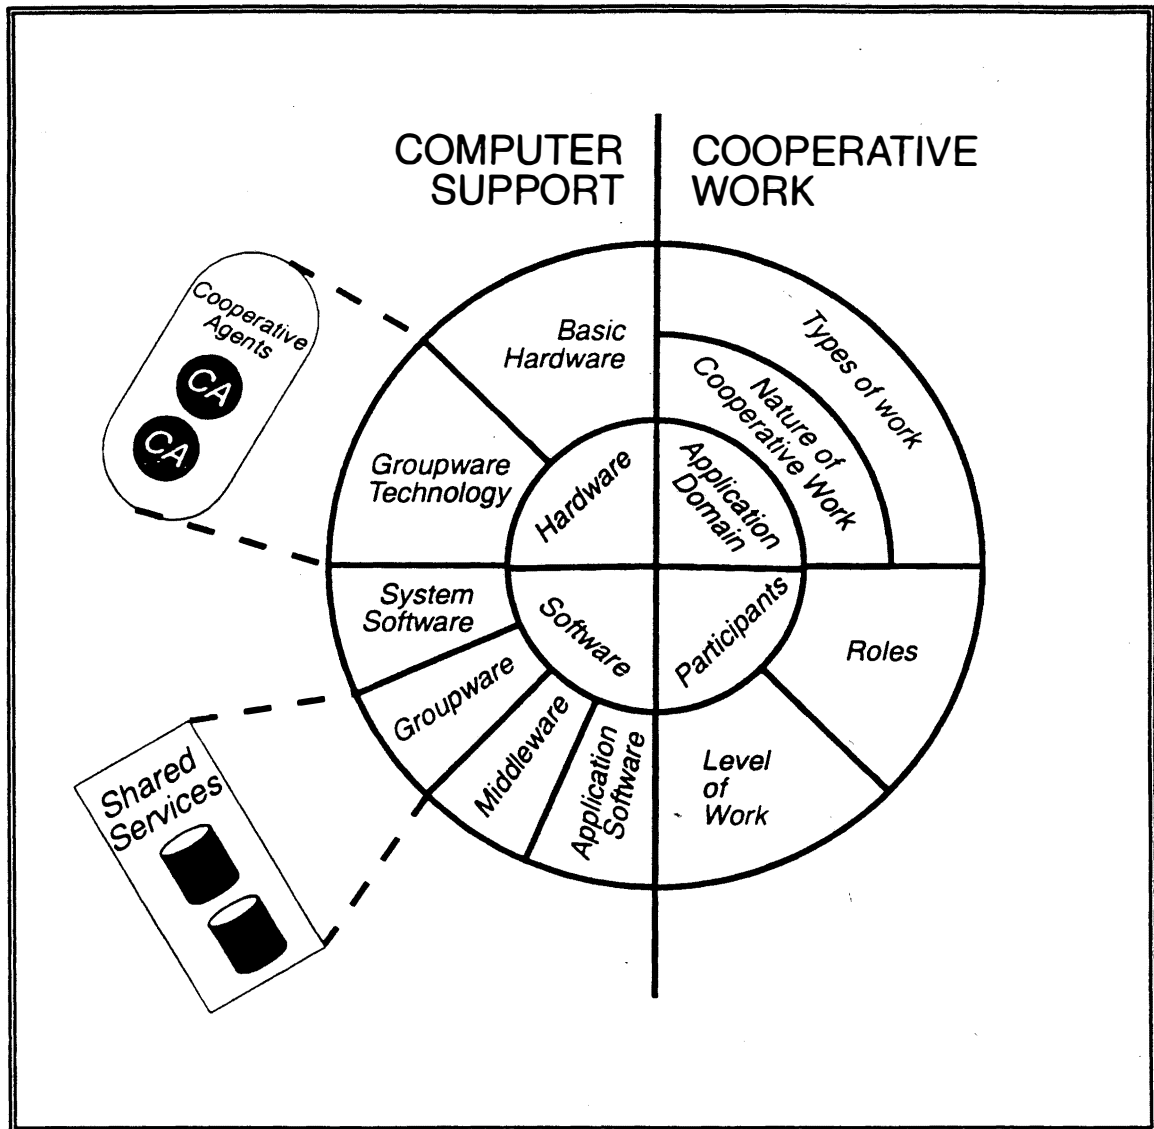 COMPUTER
SUPPORT
COOPERATIVE
WORK
Cooperative
Agents
CA
CA
Basic
Hardware
Types of work
Nature of
Cooperative Work
Groupware
Technology
Hardware
Application
Domain
System
Software
Software
Participants
Roles
Groupware
Middleware
Application
Software
Level
of
Work
Shared
Services